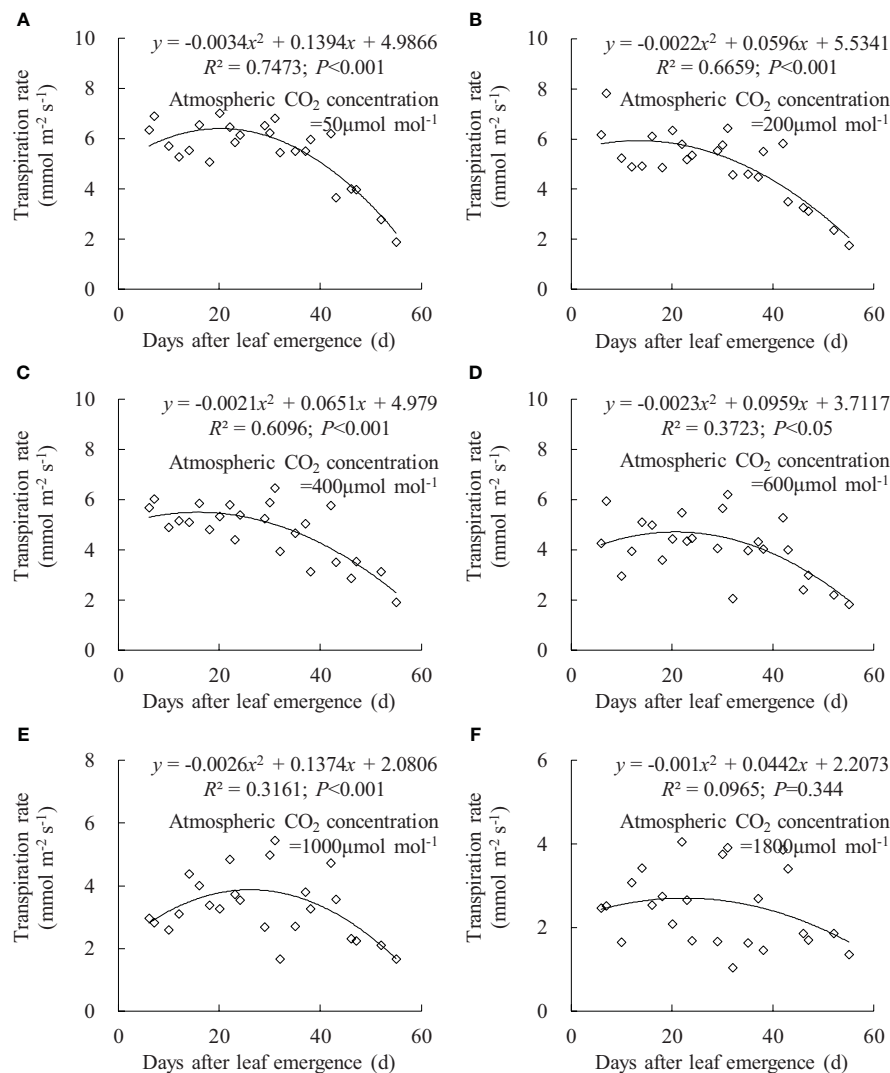 A
y = -0.0034x² + 0.1394x + 4.9866
R² = 0.7473; P<0.001
Atmospheric CO₂ concentration
=50μmol mol⁻¹
10
8
6
4
2
0
0 20 40 60
Transpiration rate
(mmol m⁻² s⁻¹)
Days after leaf emergence (d)
B
y = -0.0022x² + 0.0596x + 5.5341
R² = 0.6659; P<0.001
Atmospheric CO₂ concentration
=200μmol mol⁻¹
10
8
6
4
2
0
0 20 40 60
Transpiration rate
(mmol m⁻² s⁻¹)
Days after leaf emergence (d)
C
y = -0.0021x² + 0.0651x + 4.979
R² = 0.6096; P<0.001
Atmospheric CO₂ concentration
=400μmol mol⁻¹
10
8
6
4
2
0
0 20 40 60
Transpiration rate
(mmol m⁻² s⁻¹)
Days after leaf emergence (d)
D
y = -0.0023x² + 0.0959x + 3.7117
R² = 0.3723; P<0.05
Atmospheric CO₂ concentration
=600μmol mol⁻¹
10
8
6
4
2
0
0 20 40 60
Transpiration rate
(mmol m⁻² s⁻¹)
Days after leaf emergence (d)
E
y = -0.0026x² + 0.1374x + 2.0806
R² = 0.3161; P<0.001
Atmospheric CO₂ concentration
=1000μmol mol⁻¹
8
6
4
2
0
0 20 40 60
Transpiration rate
(mmol m⁻² s⁻¹)
Days after leaf emergence (d)
F
y = -0.001x² + 0.0442x + 2.2073
R² = 0.0965; P=0.344
Atmospheric CO₂ concentration
=1800μmol mol⁻¹
6
4
2
0
0 20 40 60
Transpiration rate
(mmol m⁻² s⁻¹)
Days after leaf emergence (d)